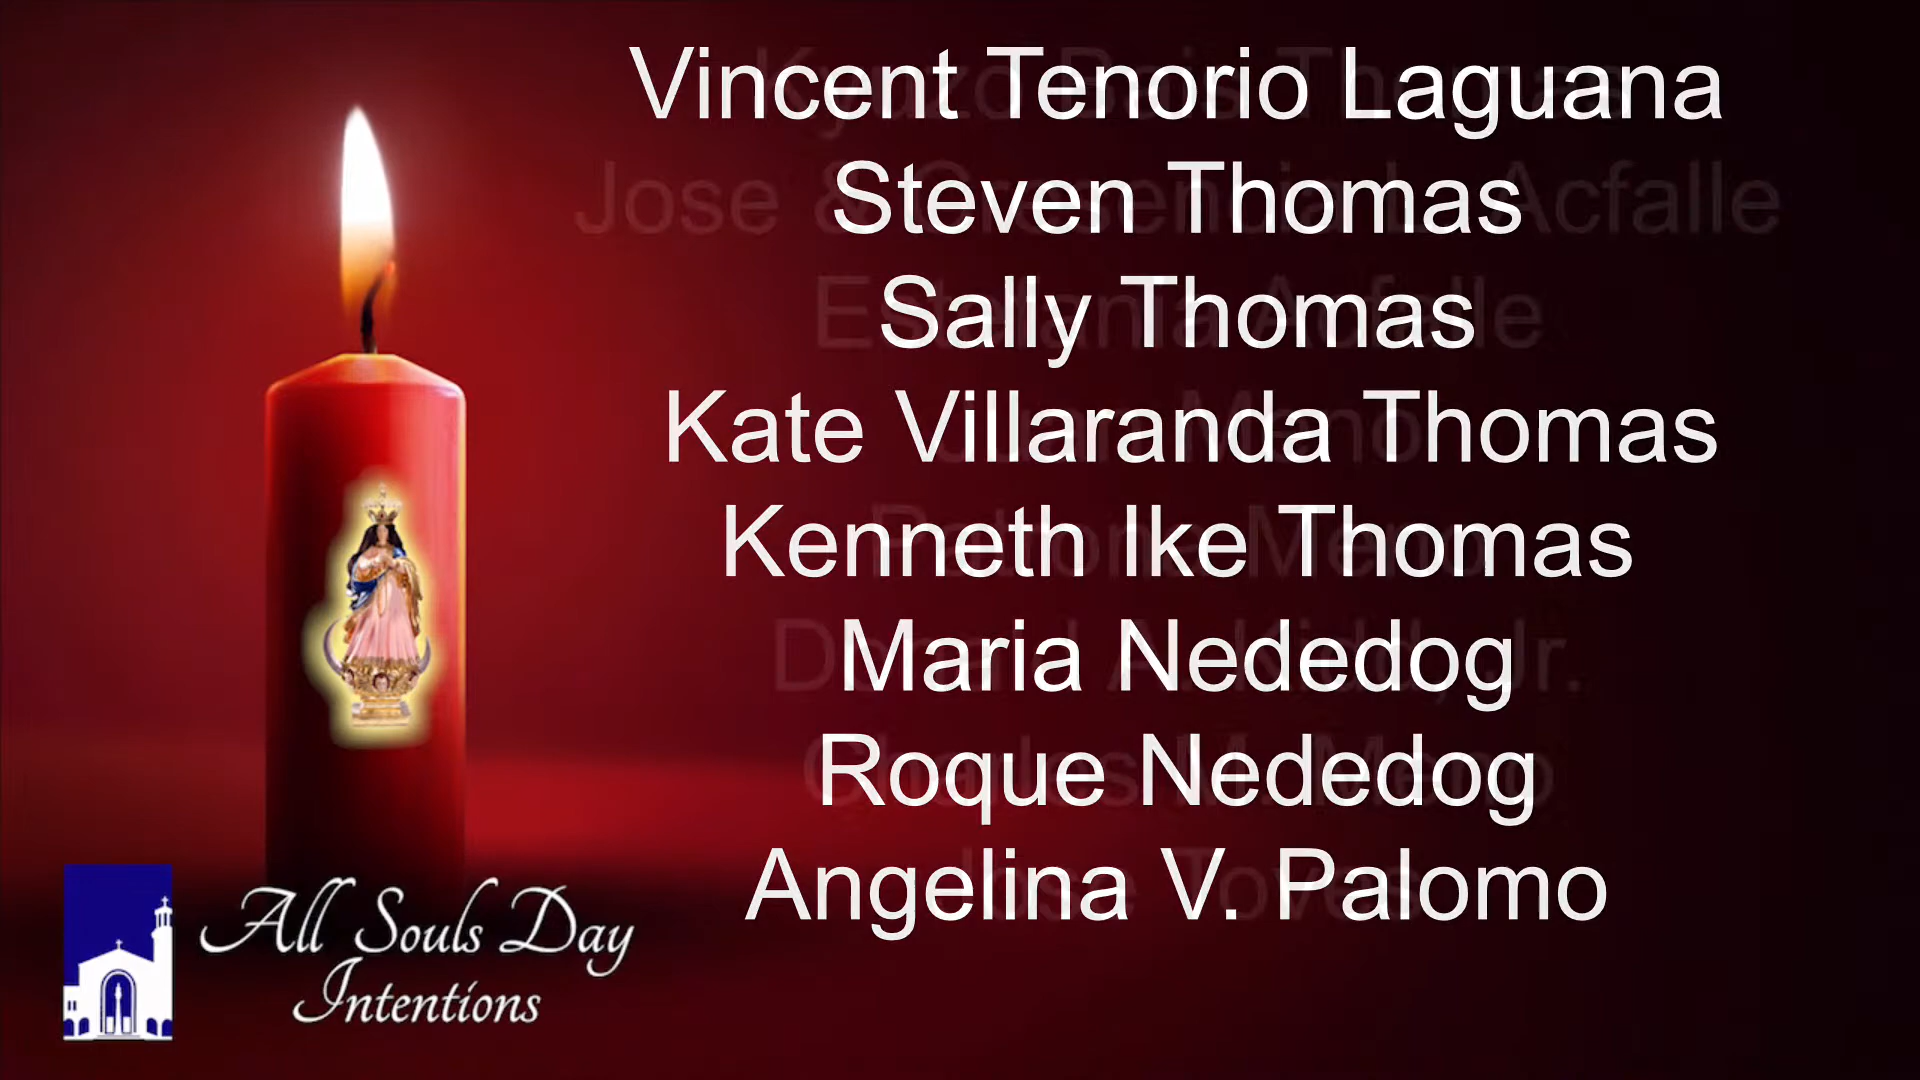 Vincent Tenorio Laguana
Steven Thomas
Sally Thomas
Kate Villaranda Thomas
Kenneth Ike Thomas
Maria Nededog
Roque Nededog
Angelina V. Palomo
All Souls Day
Intentions